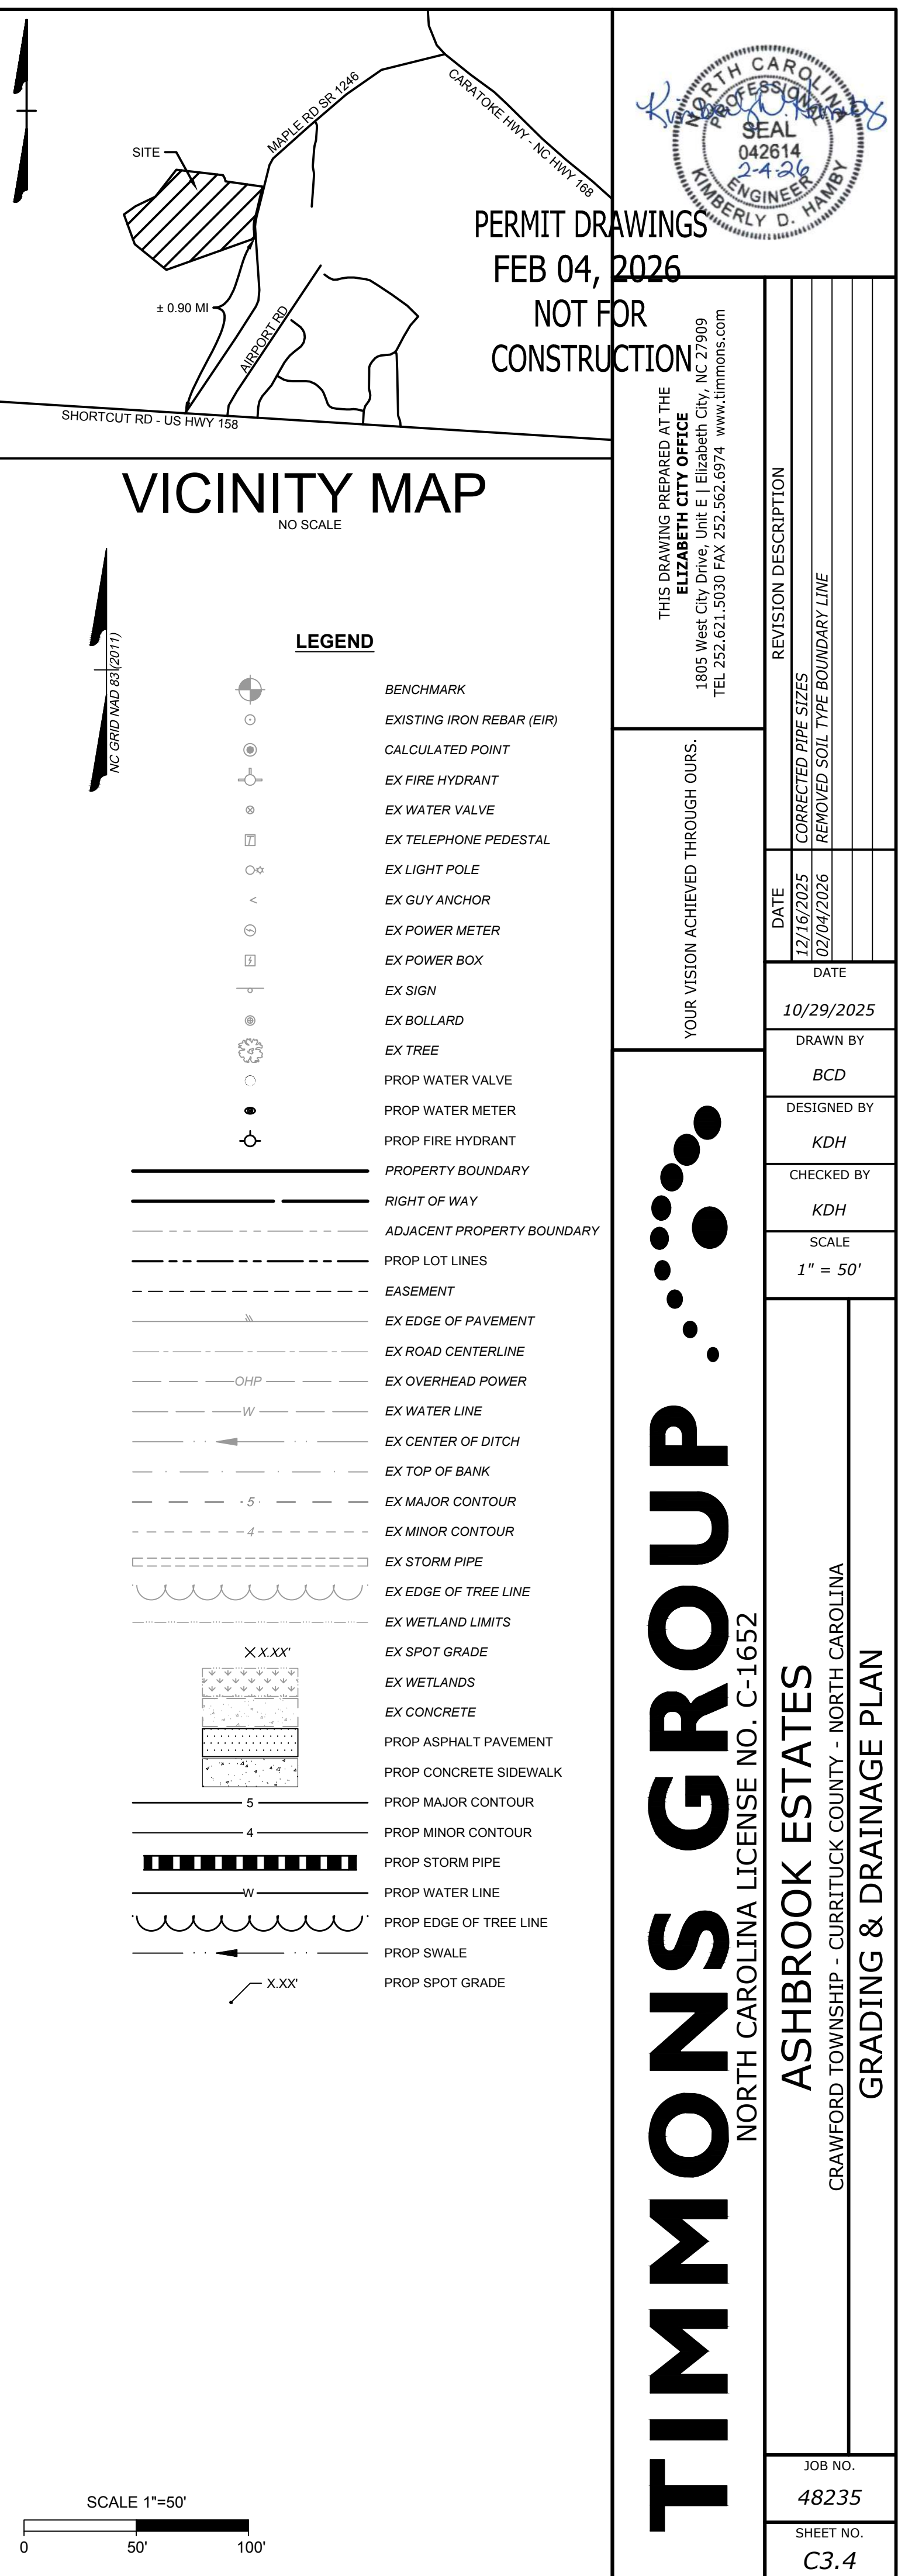 MAPLE RD SR 1246
CARATOKE HWY - NC HWY 168
SITE
± 0.90 MI
AIRPORT RD
SHORTCUT RD - US HWY 158
VICINITY MAP
NO SCALE
NORTH CAROLINA
PROFESSIONAL
SEAL
042614
2-4-26
ENGINEER
KIMBERLY D. HAMBY
Kimberly D. Hamby
PERMIT DRAWINGS
FEB 04, 2026
NOT FOR
CONSTRUCTION
NC GRID NAD 83 (2011)
LEGEND
BENCHMARK
EXISTING IRON REBAR (EIR)
CALCULATED POINT
EX FIRE HYDRANT
EX WATER VALVE
T EX TELEPHONE PEDESTAL
EX LIGHT POLE
EX GUY ANCHOR
EX POWER METER
EX POWER BOX
EX SIGN
EX BOLLARD
EX TREE
PROP WATER VALVE
PROP WATER METER
PROP FIRE HYDRANT
PROPERTY BOUNDARY
RIGHT OF WAY
ADJACENT PROPERTY BOUNDARY
PROP LOT LINES
EASEMENT
EX EDGE OF PAVEMENT
EX ROAD CENTERLINE
OHP EX OVERHEAD POWER
W EX WATER LINE
EX CENTER OF DITCH
EX TOP OF BANK
5 EX MAJOR CONTOUR
4 EX MINOR CONTOUR
EX STORM PIPE
EX EDGE OF TREE LINE
EX WETLAND LIMITS
X.XX' EX SPOT GRADE
EX WETLANDS
EX CONCRETE
PROP ASPHALT PAVEMENT
PROP CONCRETE SIDEWALK
5 PROP MAJOR CONTOUR
4 PROP MINOR CONTOUR
PROP STORM PIPE
W PROP WATER LINE
PROP EDGE OF TREE LINE
PROP SWALE
X.XX' PROP SPOT GRADE
SCALE 1"=50'
0 50' 100'
THIS DRAWING PREPARED AT THE
ELIZABETH CITY OFFICE
1805 West City Drive, Unit E | Elizabeth City, NC 27909
TEL 252.621.5030 FAX 252.562.6974 www.timmons.com
YOUR VISION ACHIEVED THROUGH OURS.
DATE REVISION DESCRIPTION
12/16/2025 CORRECTED PIPE SIZES
02/04/2026 REMOVED SOIL TYPE BOUNDARY LINE
DATE
10/29/2025
DRAWN BY
BCD
DESIGNED BY
KDH
CHECKED BY
KDH
SCALE
1" = 50'
TIMMONS GROUP
NORTH CAROLINA LICENSE NO. C-1652
ASHBROOK ESTATES
CRAWFORD TOWNSHIP - CURRITUCK COUNTY - NORTH CAROLINA
GRADING & DRAINAGE PLAN
JOB NO.
48235
SHEET NO.
C3.4